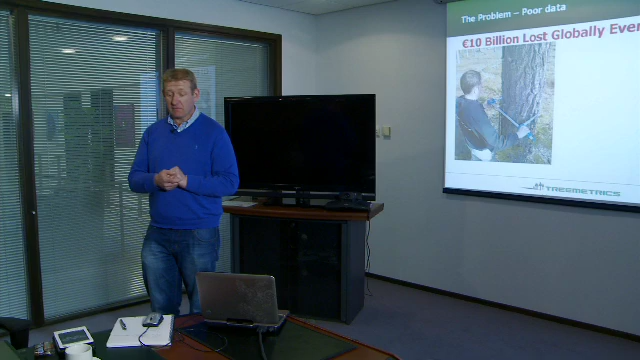 The Problem – Poor data
€10 Billion Lost Globally Ever
TREEMETRICS